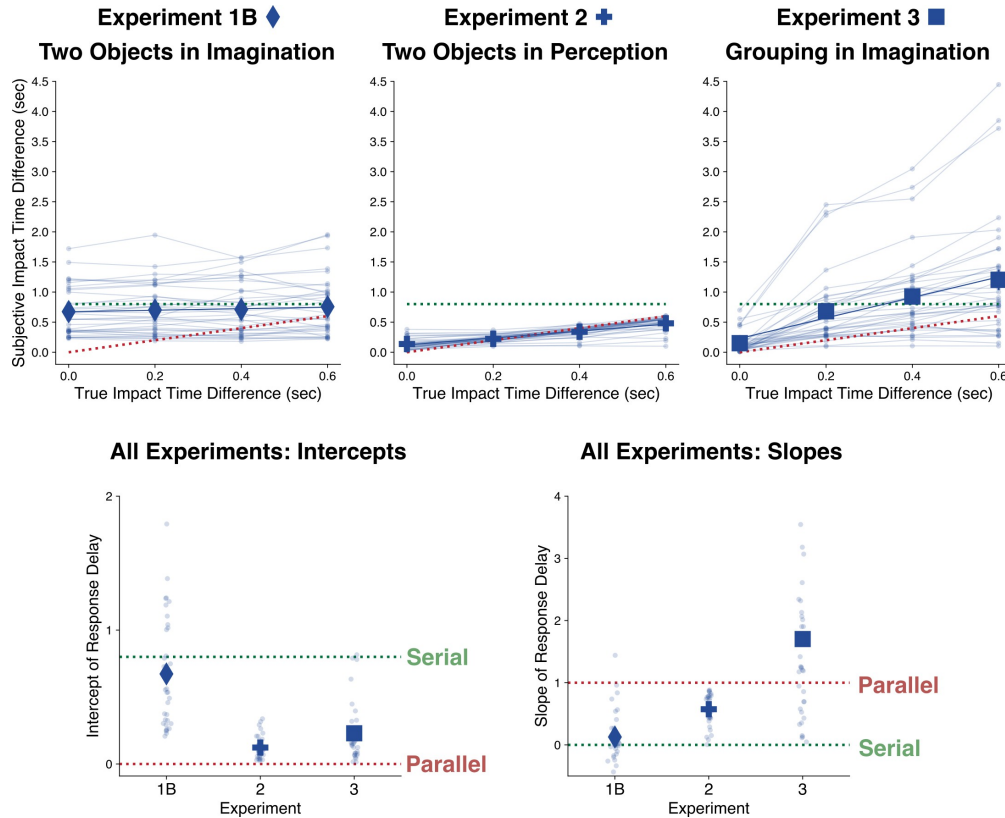 Experiment 1B
Experiment 2
Experiment 3
Two Objects in Imagination
Two Objects in Perception
Grouping in Imagination
Subjective Impact Time Difference (sec)
4.5
4.0
3.5
3.0
2.5
2.0
1.5
1.0
0.5
0.0
0.0 0.2 0.4 0.6
True Impact Time Difference (sec)
4.5
4.0
3.5
3.0
2.5
2.0
1.5
1.0
0.5
0.0
0.0 0.2 0.4 0.6
True Impact Time Difference (sec)
4.5
4.0
3.5
3.0
2.5
2.0
1.5
1.0
0.5
0.0
0.0 0.2 0.4 0.6
True Impact Time Difference (sec)
All Experiments: Intercepts
Intercept of Response Delay
2
1
0
Serial
Parallel
1B 2 3
Experiment
All Experiments: Slopes
Slope of Response Delay
4
3
2
1
0
Parallel
Serial
1B 2 3
Experiment